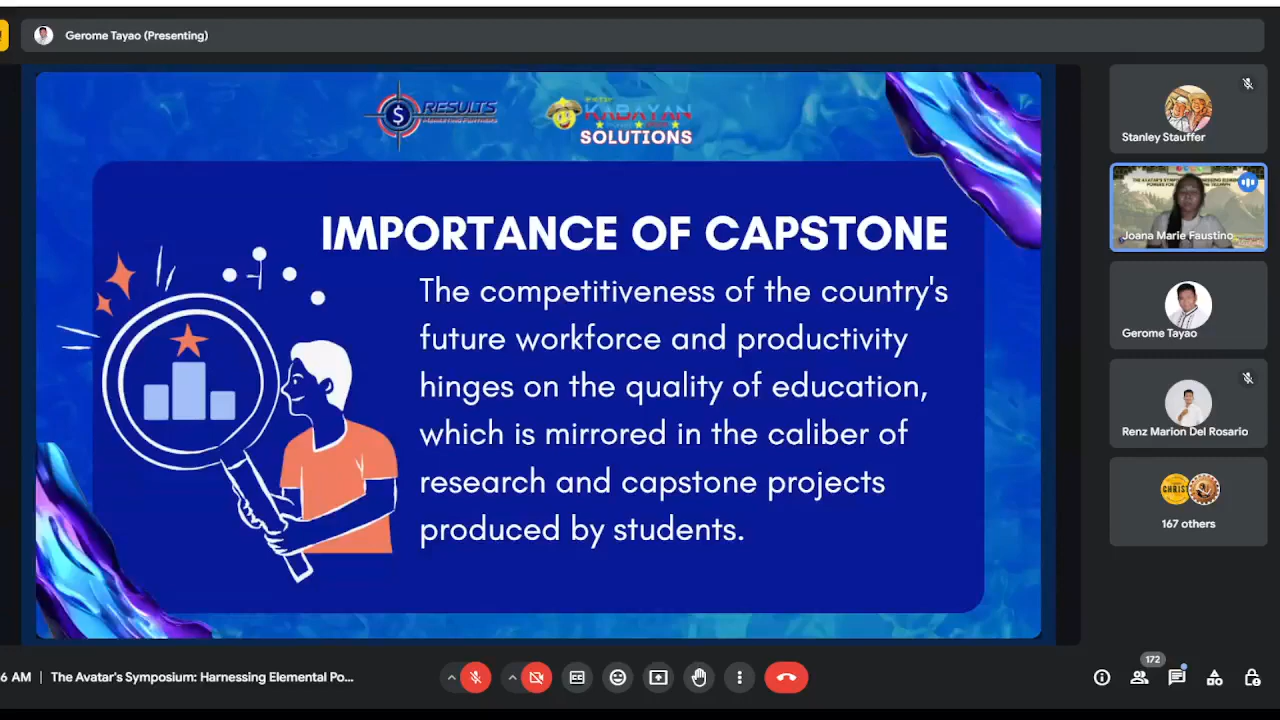 Gerome Tayao (Presenting)
RESULTS
KABAYAN
SOLUTIONS
IMPORTANCE OF CAPSTONE
The competitiveness of the country's
future workforce and productivity
hinges on the quality of education,
which is mirrored in the caliber of
research and capstone projects
produced by students.
Stanley Stauffer
Joana Marie Faustino
Gerome Tayao
Renz Marion Del Rosario
CHRIST
167 others
6 AM
The Avatar's Symposium: Harnessing Elemental Po...
172